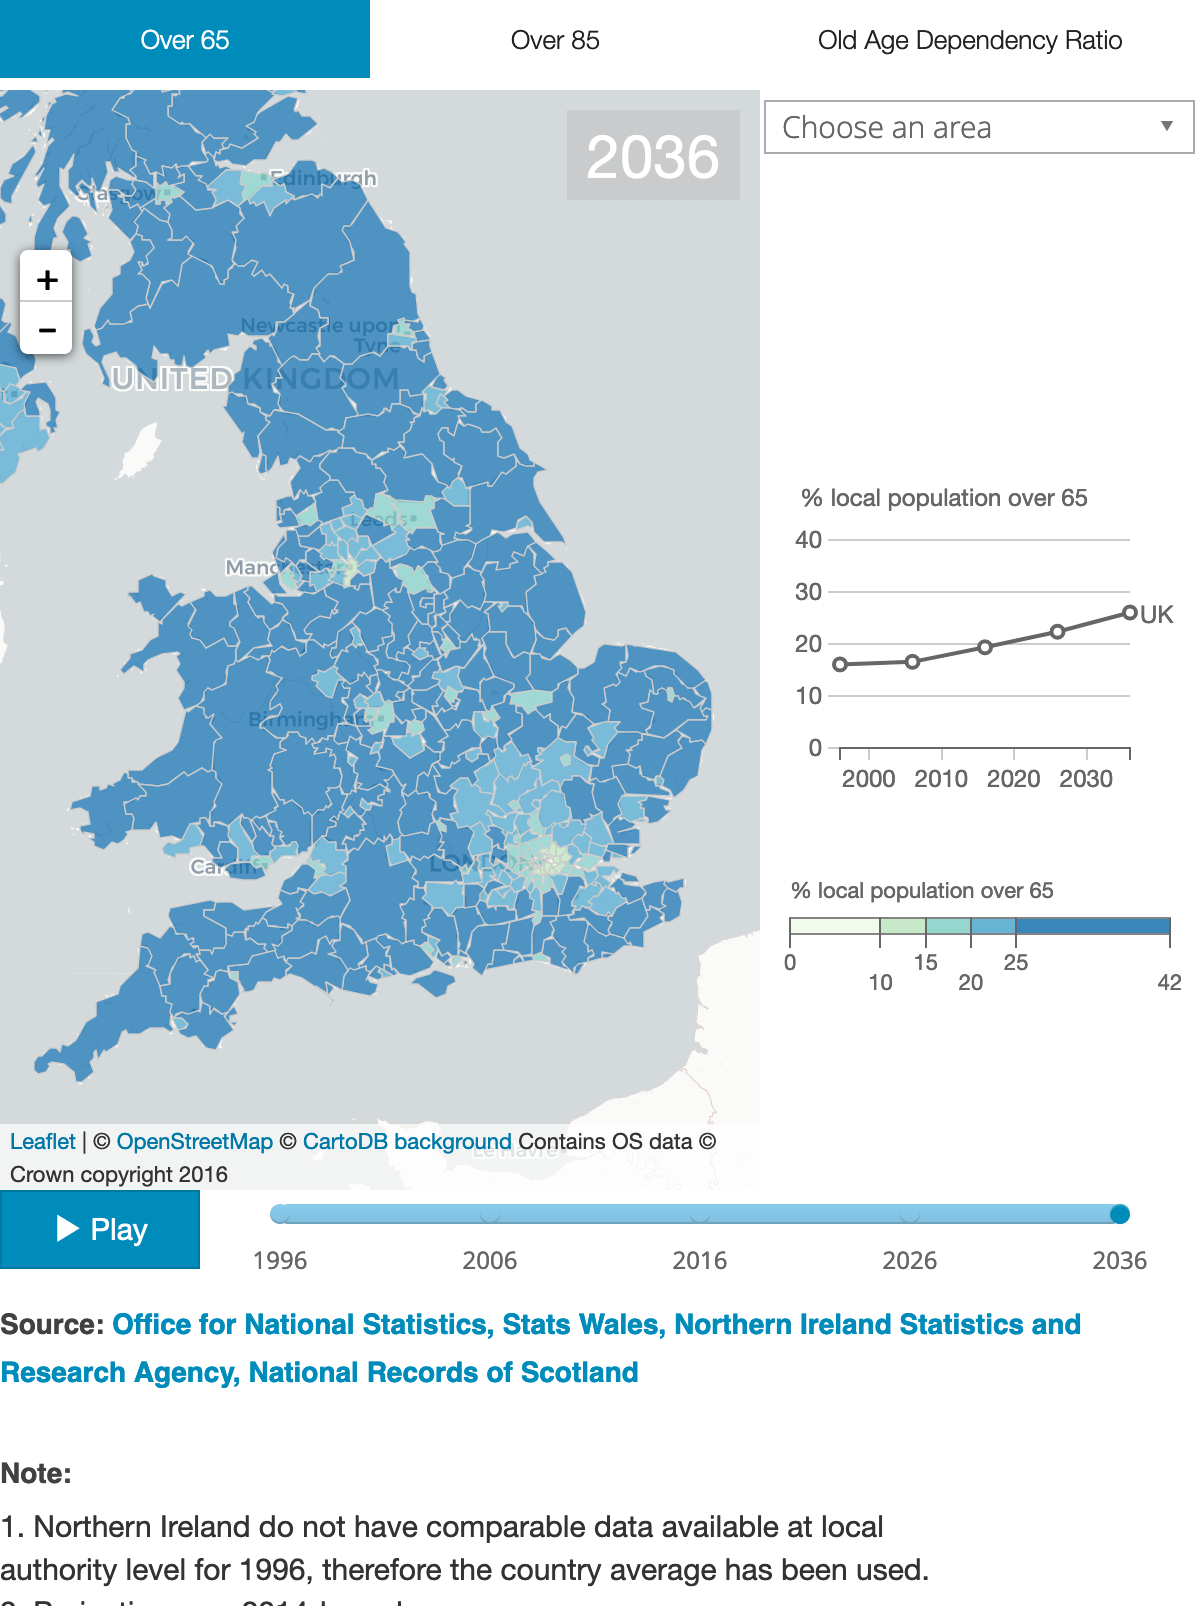 Over 65
Over 85
Old Age Dependency Ratio
2036
Choose an area
Glasgow
Edinburgh
+
−
Newcastle upon
Tyne
UNITED KINGDOM
Leeds
Manchester
Birmingham
Cardiff
LONDON
Le Havre
% local population over 65
40
30
20
10
0
UK
2000 2010 2020 2030
% local population over 65
0 10 15 20 25 42
Leaflet | © OpenStreetMap © CartoDB background Contains OS data ©
Crown copyright 2016
Play
1996 2006 2016 2026 2036
Source: Office for National Statistics, Stats Wales, Northern Ireland Statistics and
Research Agency, National Records of Scotland
Note:
1. Northern Ireland do not have comparable data available at local
authority level for 1996, therefore the country average has been used.